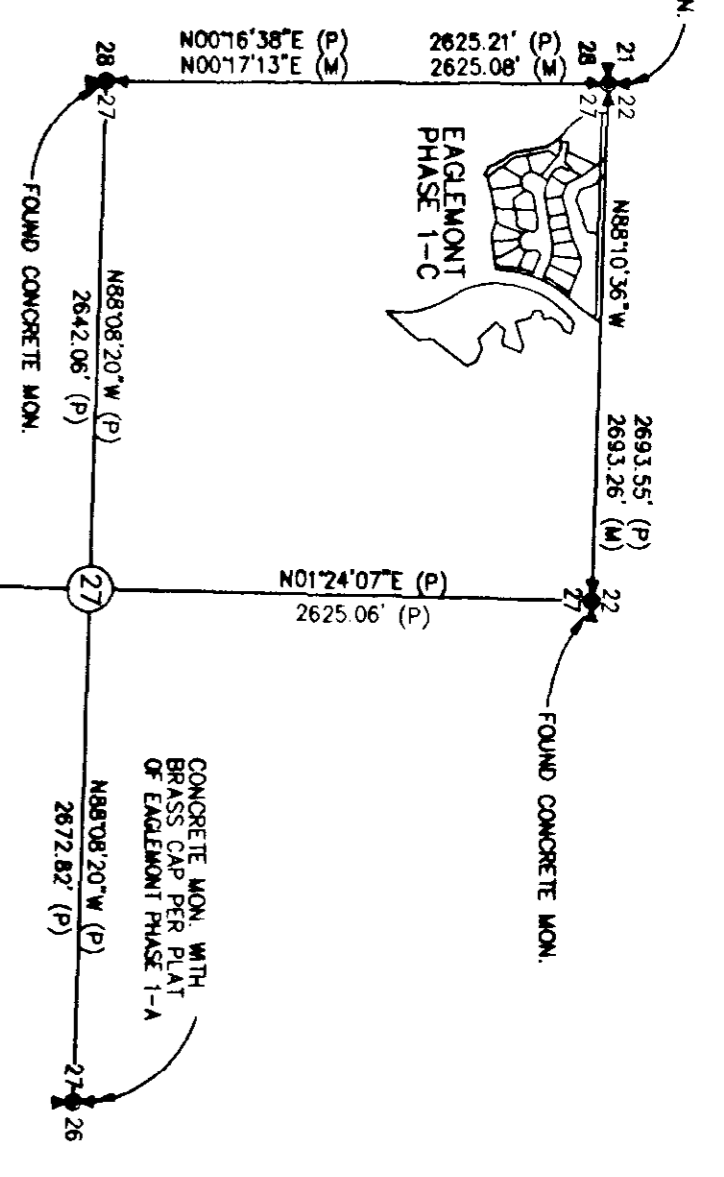 N.
21
22
28
27
N00°16'38"E (P)
N00°17'13"E (M)
2625.21' (P)
2625.08' (M)
28
27
FOUND CONCRETE MON.
EAGLEMONT
PHASE 1-C
N88°10'36"W
2693.55' (P)
2693.26' (M)
22
27
FOUND CONCRETE MON.
N88°08'20"W (P)
2642.06' (P)
N01°24'07"E (P)
2625.06' (P)
27
CONCRETE MON. WITH
BRASS CAP PER PLAT
OF EAGLEMONT PHASE 1-A
N88°08'20"W (P)
2672.82' (P)
27
26